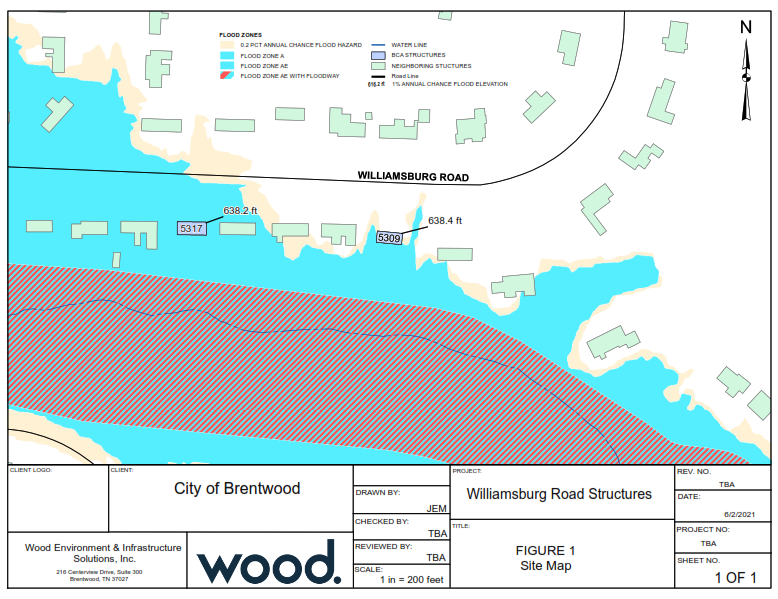 FLOOD ZONES
0.2 PCT ANNUAL CHANCE FLOOD HAZARD
FLOOD ZONE A
FLOOD ZONE AE
FLOOD ZONE AE WITH FLOODWAY
WATER LINE
BCA STRUCTURES
NEIGHBORING STUCTURES
Road Line
616.2 ft 1% ANNUAL CHANCE FLOOD ELEVATION
N
WILLIAMSBURG ROAD
638.2 ft
5317
638.4 ft
5309
CLIENT LOGO:
CLIENT:
City of Brentwood
Wood Environment & Infrastructure
Solutions, Inc.
216 Centerview Drive, Suite 300
Brentwood, TN 37027
wood.
DRAWN BY:
JEM
CHECKED BY:
TBA
REVIEWED BY:
TBA
SCALE:
1 in = 200 feet
PROJECT:
Williamsburg Road Structures
TITLE:
FIGURE 1
Site Map
REV. NO.
TBA
DATE:
6/2/2021
PROJECT NO:
TBA
SHEET NO.
1 OF 1